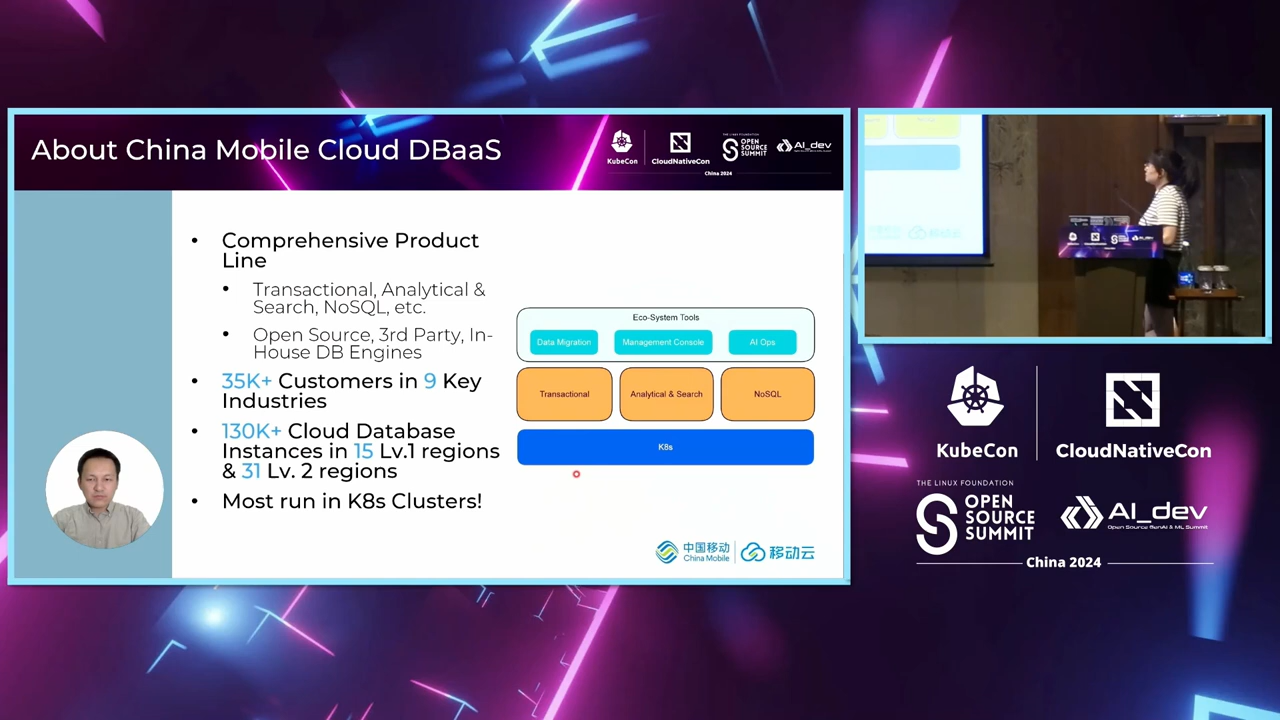 About China Mobile Cloud DBaaS
KubeCon
CloudNativeCon
THE LINUX FOUNDATION
OPEN
SOURCE
SUMMIT
AI_dev
China 2024
• Comprehensive Product
Line
• Transactional, Analytical &
Search, NoSQL, etc.
• Open Source, 3rd Party, In-
House DB Engines
• 35K+ Customers in 9 Key
Industries
• 130K+ Cloud Database
Instances in 15 Lv.1 regions
& 31 Lv. 2 regions
• Most run in K8s Clusters!
Eco-System Tools
Data Migration
Management Console
AI Ops
Transactional
Analytical & Search
NoSQL
K8s
中国移动
China Mobile
移动云
KubeCon
CloudNativeCon
THE LINUX FOUNDATION
OPEN
SOURCE
SUMMIT
AI_dev
Open Source GenAI & ML Summit
China 2024